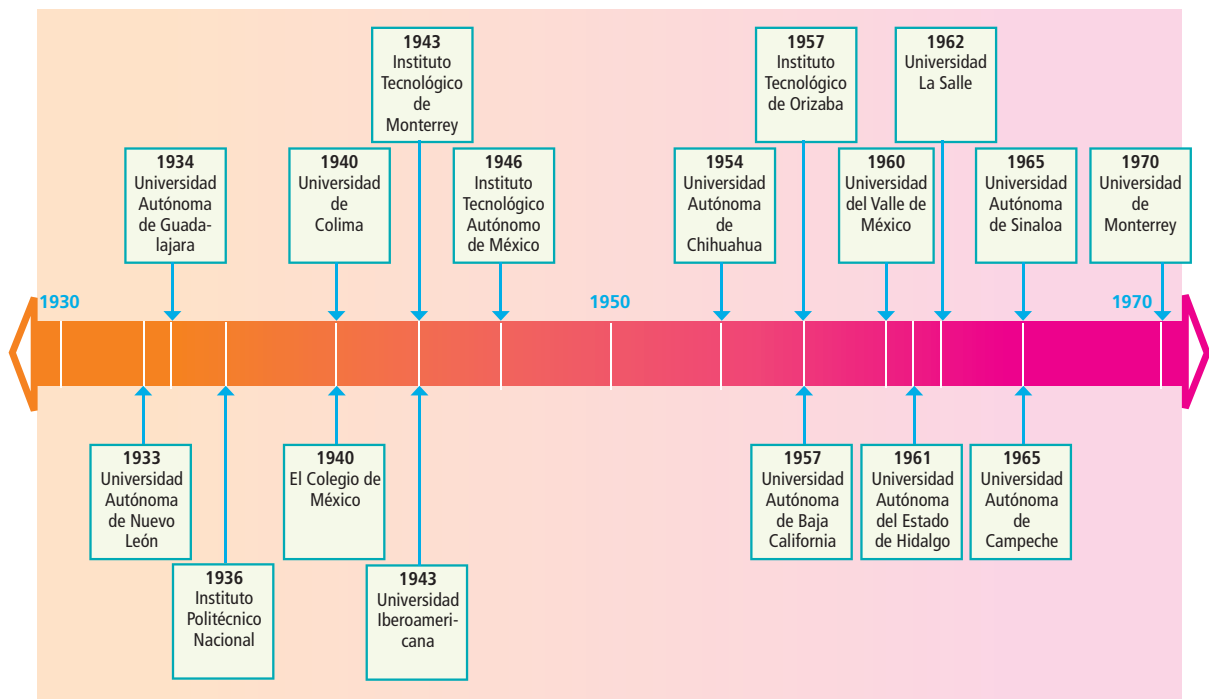 1943
Instituto
Tecnológico
de
Monterrey
1957
Instituto
Tecnológico
de Orizaba
1962
Universidad
La Salle
1934
Universidad
Autónoma
de Guada-
lajara
1940
Universidad
de
Colima
1946
Instituto
Tecnológico
Autónomo
de México
1954
Universidad
Autónoma
de
Chihuahua
1960
Universidad
del Valle de
México
1965
Universidad
Autónoma
de Sinaloa
1970
Universidad
de
Monterrey
1930
1950
1970
1933
Universidad
Autónoma
de Nuevo
León
1940
El Colegio de
México
1957
Universidad
Autónoma
de Baja
California
1961
Universidad
Autónoma
del Estado
de Hidalgo
1965
Universidad
Autónoma
de
Campeche
1936
Instituto
Politécnico
Nacional
1943
Universidad
Iberoameri-
cana